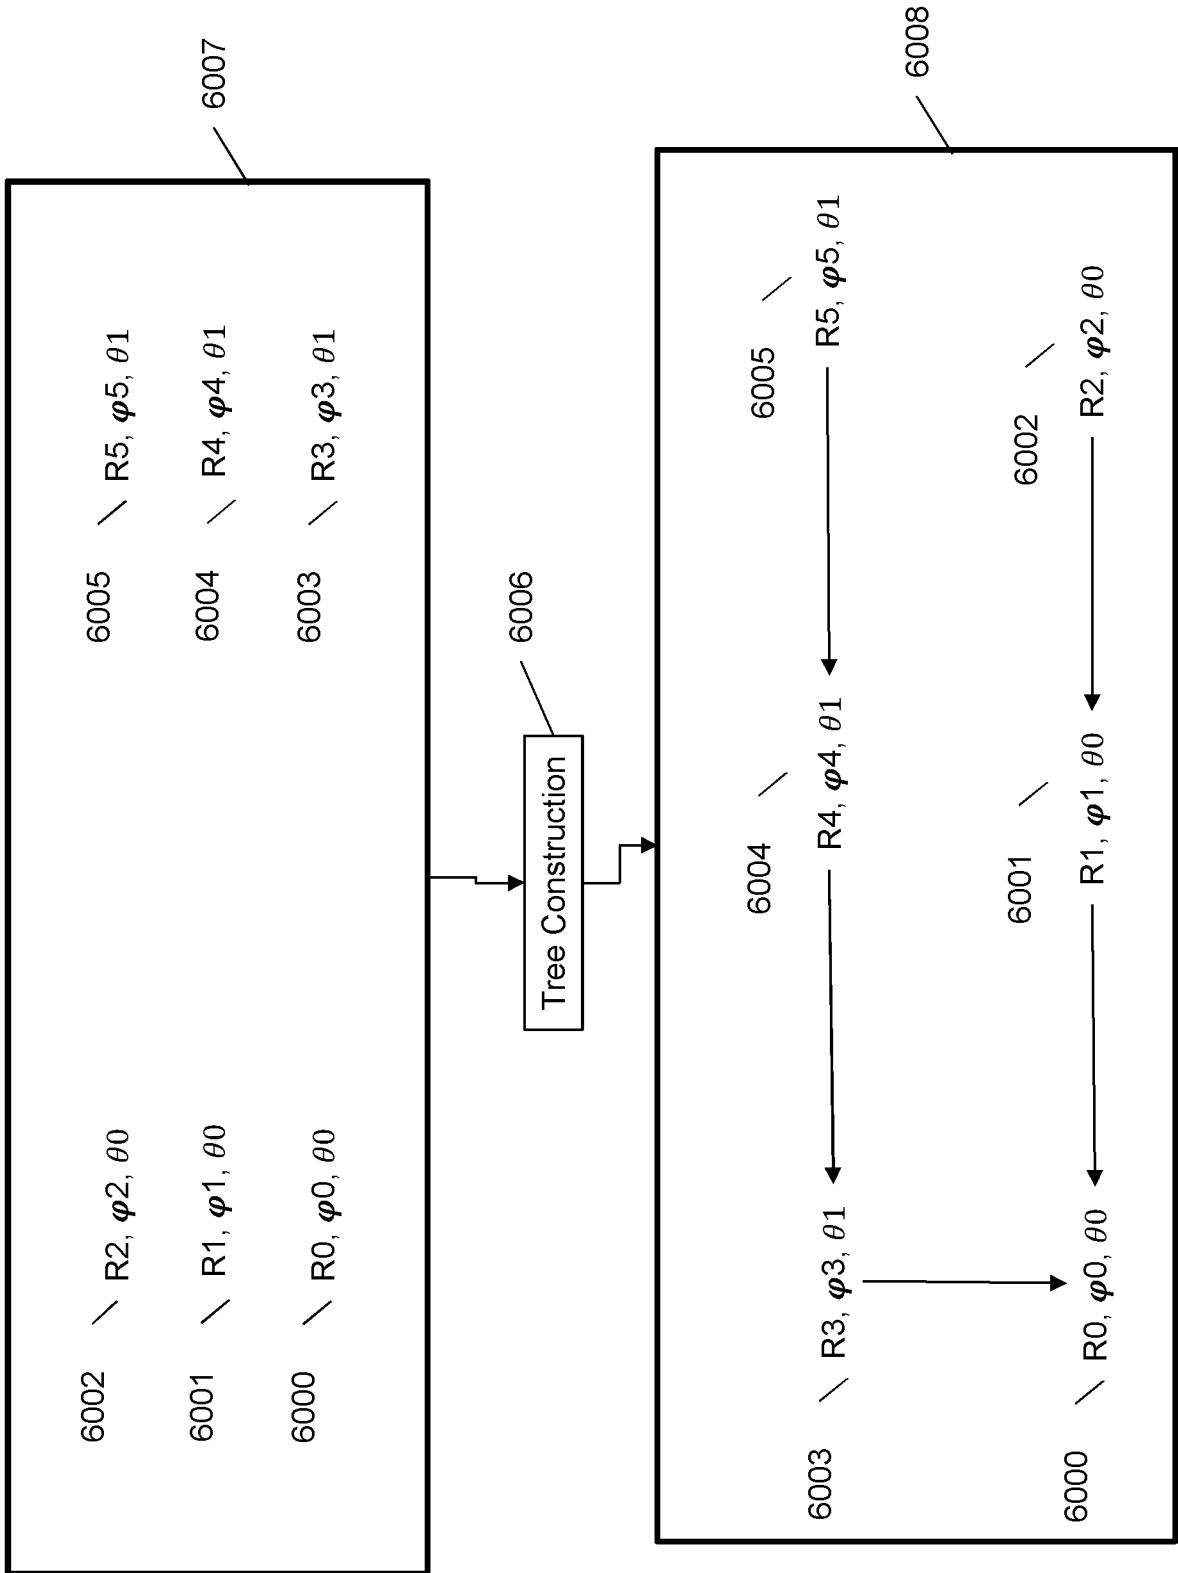 6007
6002
R2, φ2, θ0
6005
R5, φ5, θ1
6001
R1, φ1, θ0
6004
R4, φ4, θ1
6000
R0, φ0, θ0
6003
R3, φ3, θ1
6006
Tree Construction
6008
6003
R3, φ3, θ1
6004
R4, φ4, θ1
6005
R5, φ5, θ1
6000
R0, φ0, θ0
6001
R1, φ1, θ0
6002
R2, φ2, θ0